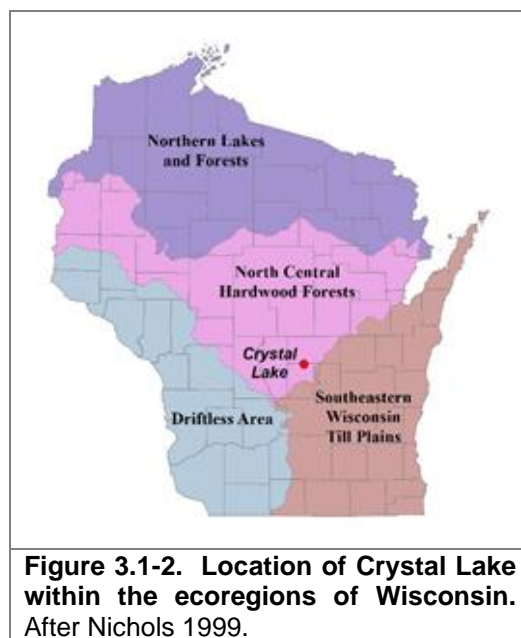 Northern Lakes
and Forests
North Central
Hardwood Forests
Crystal
Lake
Southeastern
Wisconsin
Till Plains
Driftless Area
Figure 3.1-2. Location of Crystal Lake
within the ecoregions of Wisconsin.
After Nichols 1999.